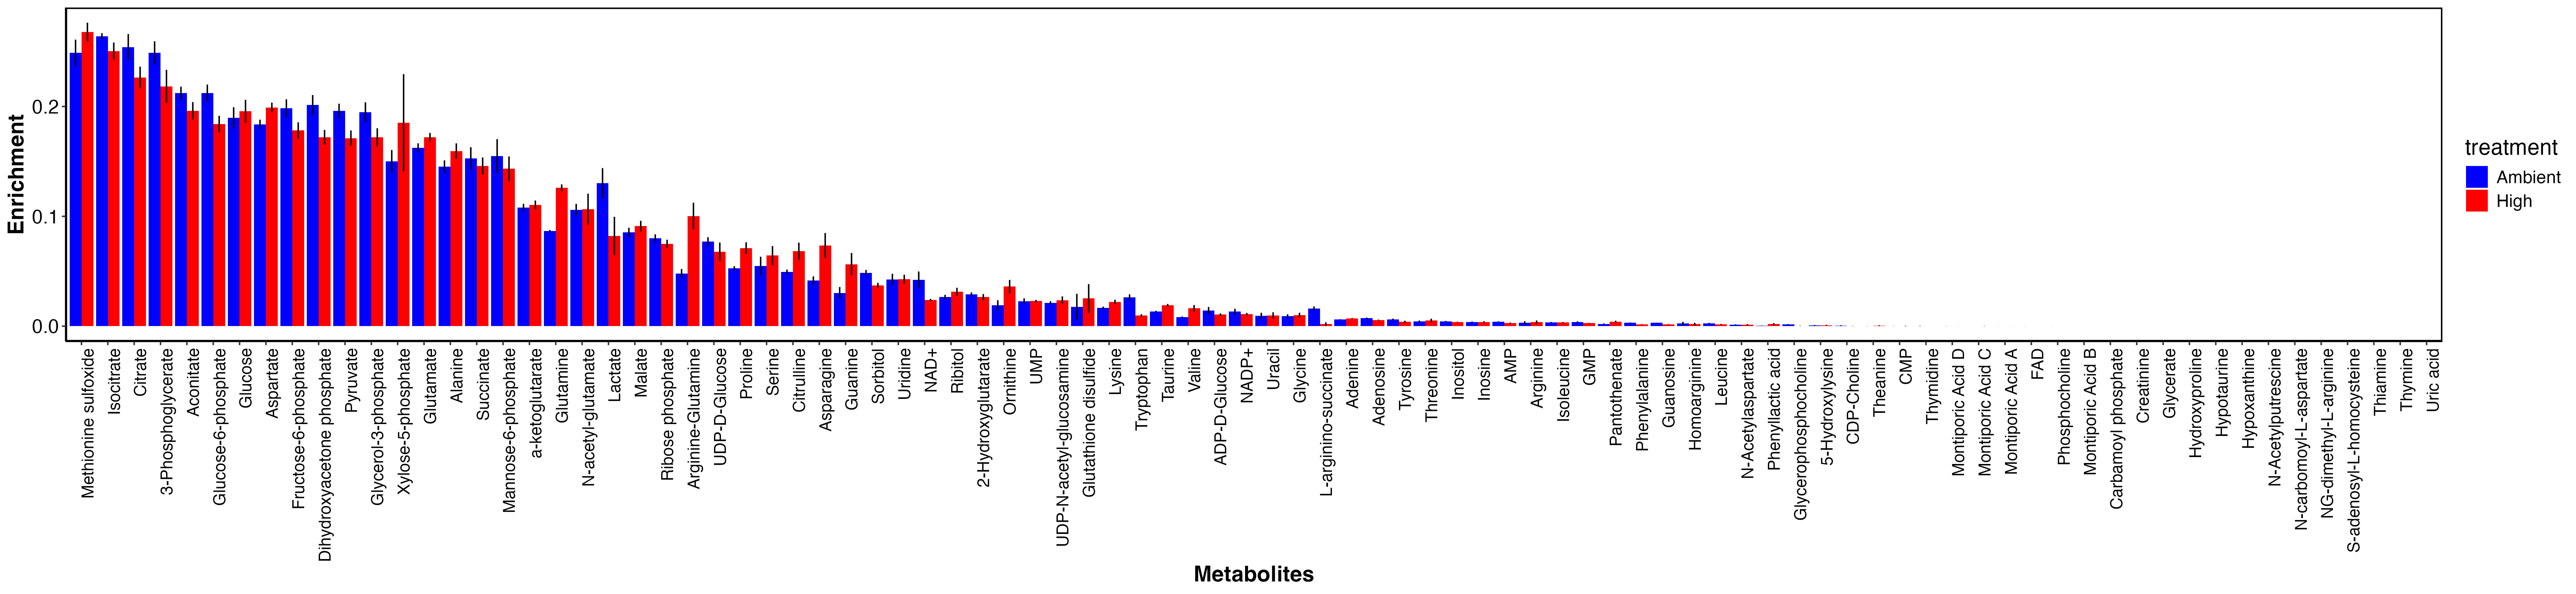 Enrichment
0.2
0.1
0.0
Methionine sulfoxide
Isocitrate
Citrate
3-Phosphoglycerate
Aconitate
Glucose-6-phosphate
Glucose
Aspartate
Fructose-6-phosphate
Dihydroxyacetone phosphate
Pyruvate
Glycerol-3-phosphate
Xylose-5-phosphate
Glutamate
Alanine
Succinate
Mannose-6-phosphate
a-ketoglutarate
Glutamine
N-acetyl-glutamate
Lactate
Malate
Ribose phosphate
Arginine-Glutamine
UDP-D-Glucose
Proline
Serine
Citrulline
Asparagine
Guanine
Sorbitol
Uridine
NAD+
Ribitol
2-Hydroxyglutarate
Ornithine
UMP
UDP-N-acetyl-glucosamine
Glutathione disulfide
Lysine
Tryptophan
Taurine
Valine
ADP-D-Glucose
NADP+
Uracil
Glycine
L-arginino-succinate
Adenine
Adenosine
Tyrosine
Threonine
Inositol
Inosine
AMP
Arginine
Isoleucine
GMP
Pantothenate
Phenylalanine
Guanosine
Homoarginine
Leucine
N-Acetylaspartate
Phenyllactic acid
Glycerophosphocholine
5-Hydroxylysine
CDP-Choline
Theanine
CMP
Thymidine
Montiporic Acid D
Montiporic Acid C
Montiporic Acid A
FAD
Phosphocholine
Montiporic Acid B
Carbamoyl phosphate
Creatinine
Glycerate
Hydroxyproline
Hypotaurine
Hypoxanthine
N-Acetylputrescine
N-carbomoyl-L-aspartate
NG-dimethyl-L-arginine
S-adenosyl-L-homocysteine
Thiamine
Thymine
Uric acid
Metabolites
treatment
Ambient
High